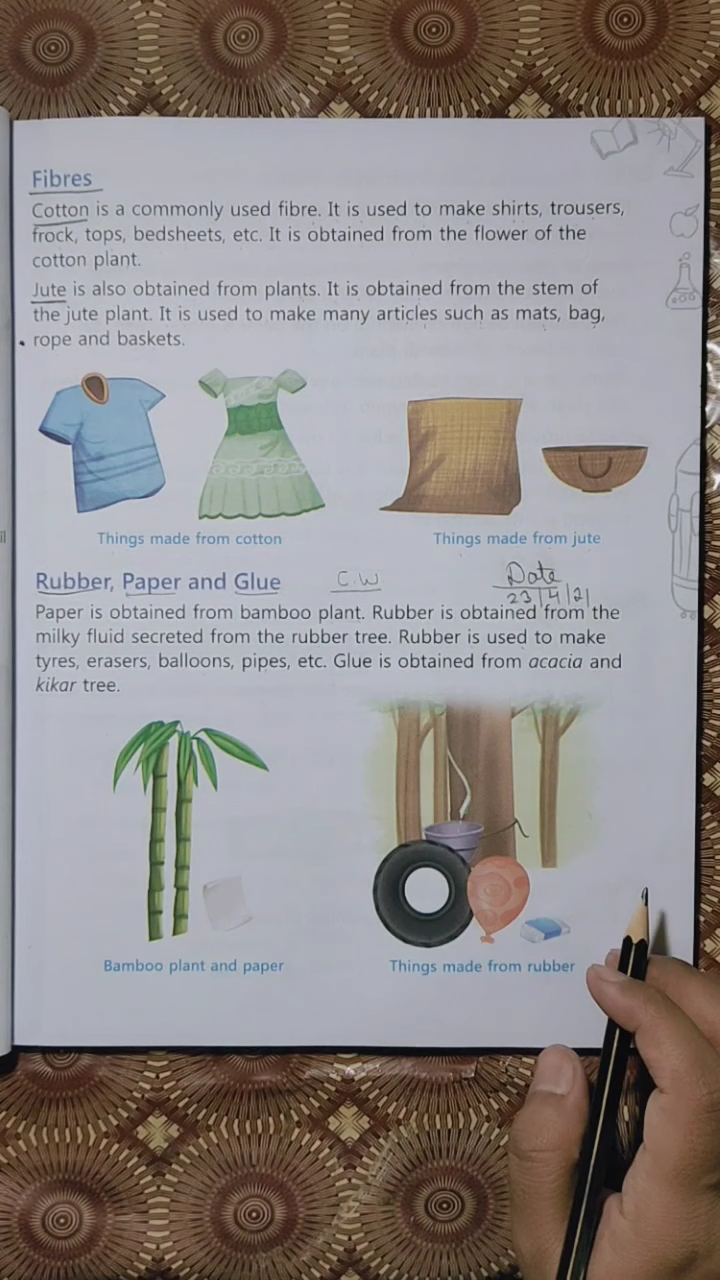 Fibres
Cotton is a commonly used fibre. It is used to make shirts, trousers,
frock, tops, bedsheets, etc. It is obtained from the flower of the
cotton plant.
Jute is also obtained from plants. It is obtained from the stem of
the jute plant. It is used to make many articles such as mats, bag,
rope and baskets.
Things made from cotton
Things made from jute
Rubber, Paper and Glue
C.W
Date
23/4/21
Paper is obtained from bamboo plant. Rubber is obtained from the
milky fluid secreted from the rubber tree. Rubber is used to make
tyres, erasers, balloons, pipes, etc. Glue is obtained from acacia and
kikar tree.
Bamboo plant and paper
Things made from rubber